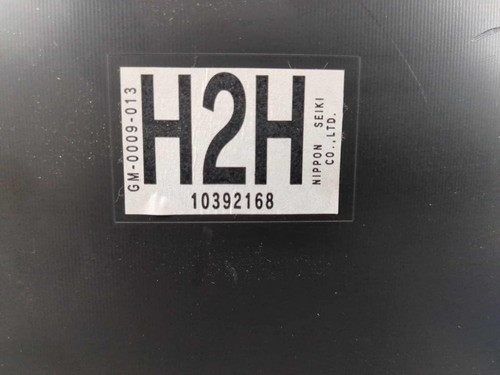 GM-0009-013
H2H
10392168
NIPPON SEIKI
CO.,LTD.